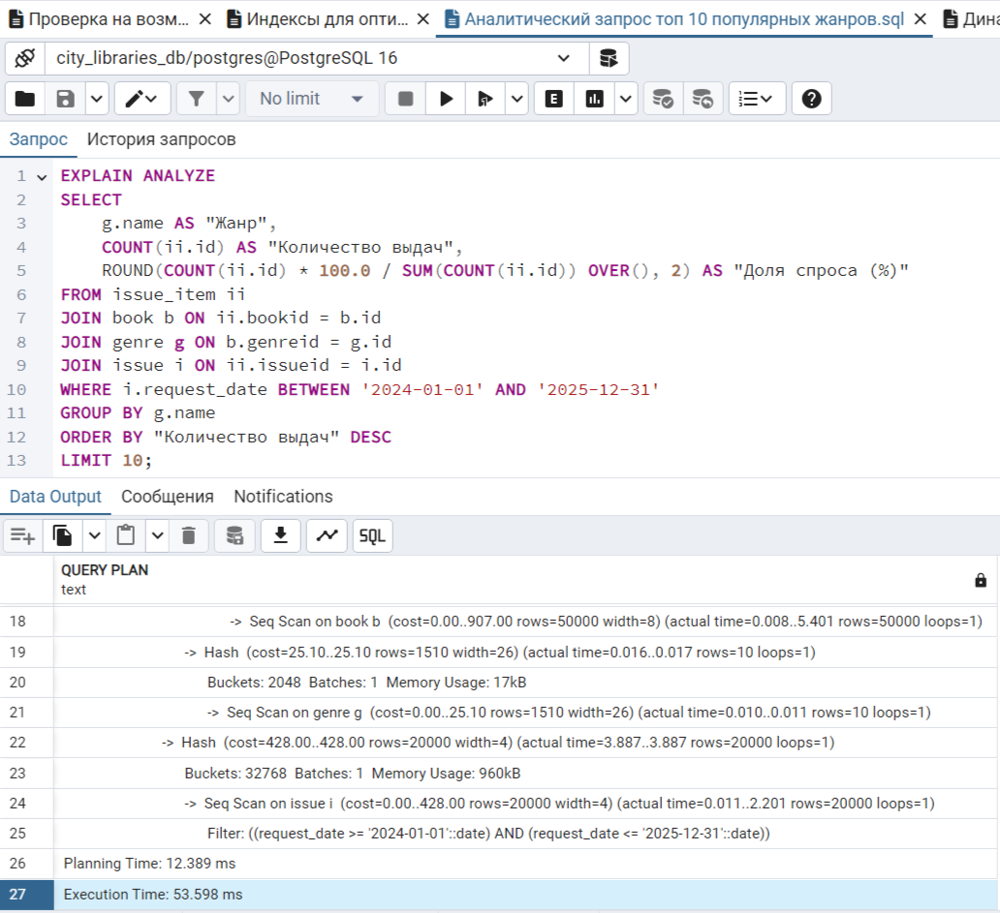 Проверка на возм... Индексы для опти... Аналитический запрос топ 10 популярных жанров.sql Дина
city_libraries_db/postgres@PostgreSQL 16
No limit E
Запрос История запросов
1 EXPLAIN ANALYZE
2 SELECT
3 g.name AS "Жанр",
4 COUNT(ii.id) AS "Количество выдач",
5 ROUND(COUNT(ii.id) * 100.0 / SUM(COUNT(ii.id)) OVER(), 2) AS "Доля спроса (%)"
6 FROM issue_item ii
7 JOIN book b ON ii.bookid = b.id
8 JOIN genre g ON b.genreid = g.id
9 JOIN issue i ON ii.issueid = i.id
10 WHERE i.request_date BETWEEN '2024-01-01' AND '2025-12-31'
11 GROUP BY g.name
12 ORDER BY "Количество выдач" DESC
13 LIMIT 10;
Data Output Сообщения Notifications
SQL
QUERY PLAN
text
18 -> Seq Scan on book b (cost=0.00..907.00 rows=50000 width=8) (actual time=0.008..5.401 rows=50000 loops=1)
19 -> Hash (cost=25.10..25.10 rows=1510 width=26) (actual time=0.016..0.017 rows=10 loops=1)
20 Buckets: 2048 Batches: 1 Memory Usage: 17kB
21 -> Seq Scan on genre g (cost=0.00..25.10 rows=1510 width=26) (actual time=0.010..0.011 rows=10 loops=1)
22 -> Hash (cost=428.00..428.00 rows=20000 width=4) (actual time=3.887..3.887 rows=20000 loops=1)
23 Buckets: 32768 Batches: 1 Memory Usage: 960kB
24 -> Seq Scan on issue i (cost=0.00..428.00 rows=20000 width=4) (actual time=0.011..2.201 rows=20000 loops=1)
25 Filter: ((request_date >= '2024-01-01'::date) AND (request_date <= '2025-12-31'::date))
26 Planning Time: 12.389 ms
27 Execution Time: 53.598 ms